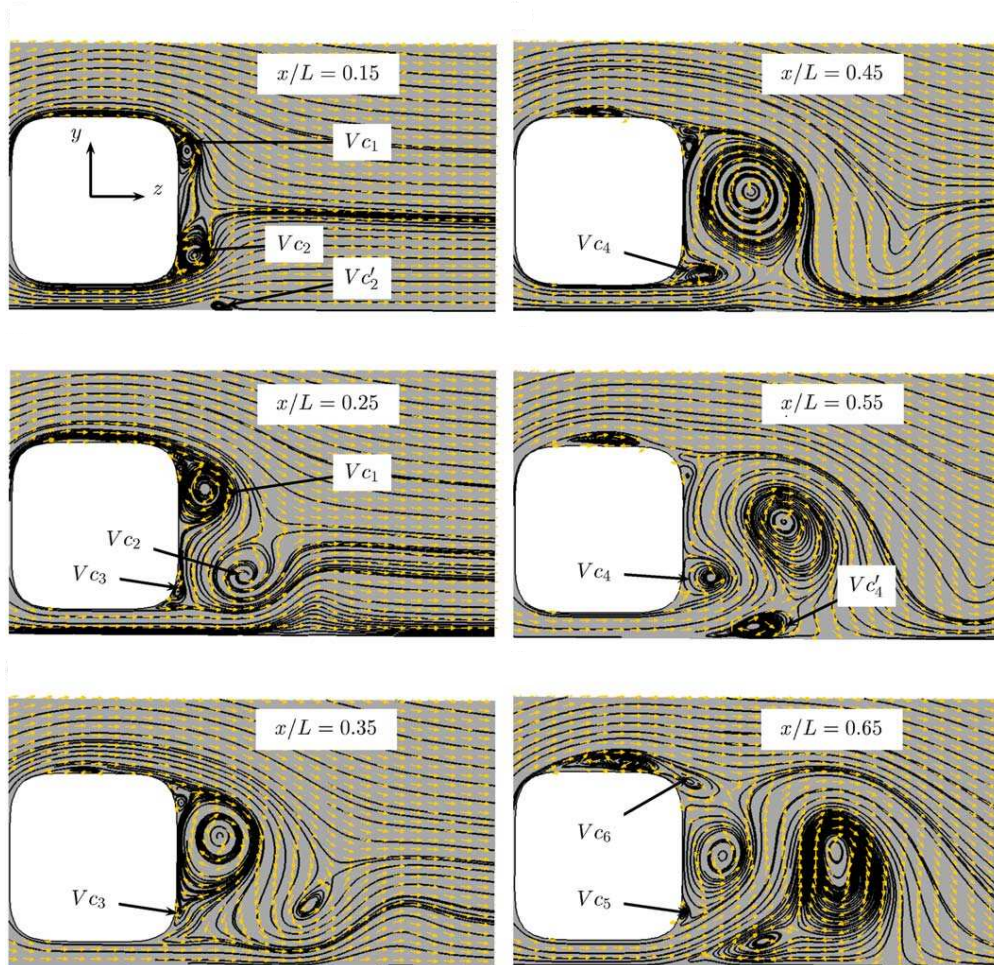 x/L = 0.15
y
z
Vc₁
Vc₂
Vc′₂
x/L = 0.45
Vc₄
x/L = 0.25
Vc₁
Vc₂
Vc₃
x/L = 0.55
Vc₄
Vc′₄
x/L = 0.35
Vc₃
x/L = 0.65
Vc₆
Vc₅